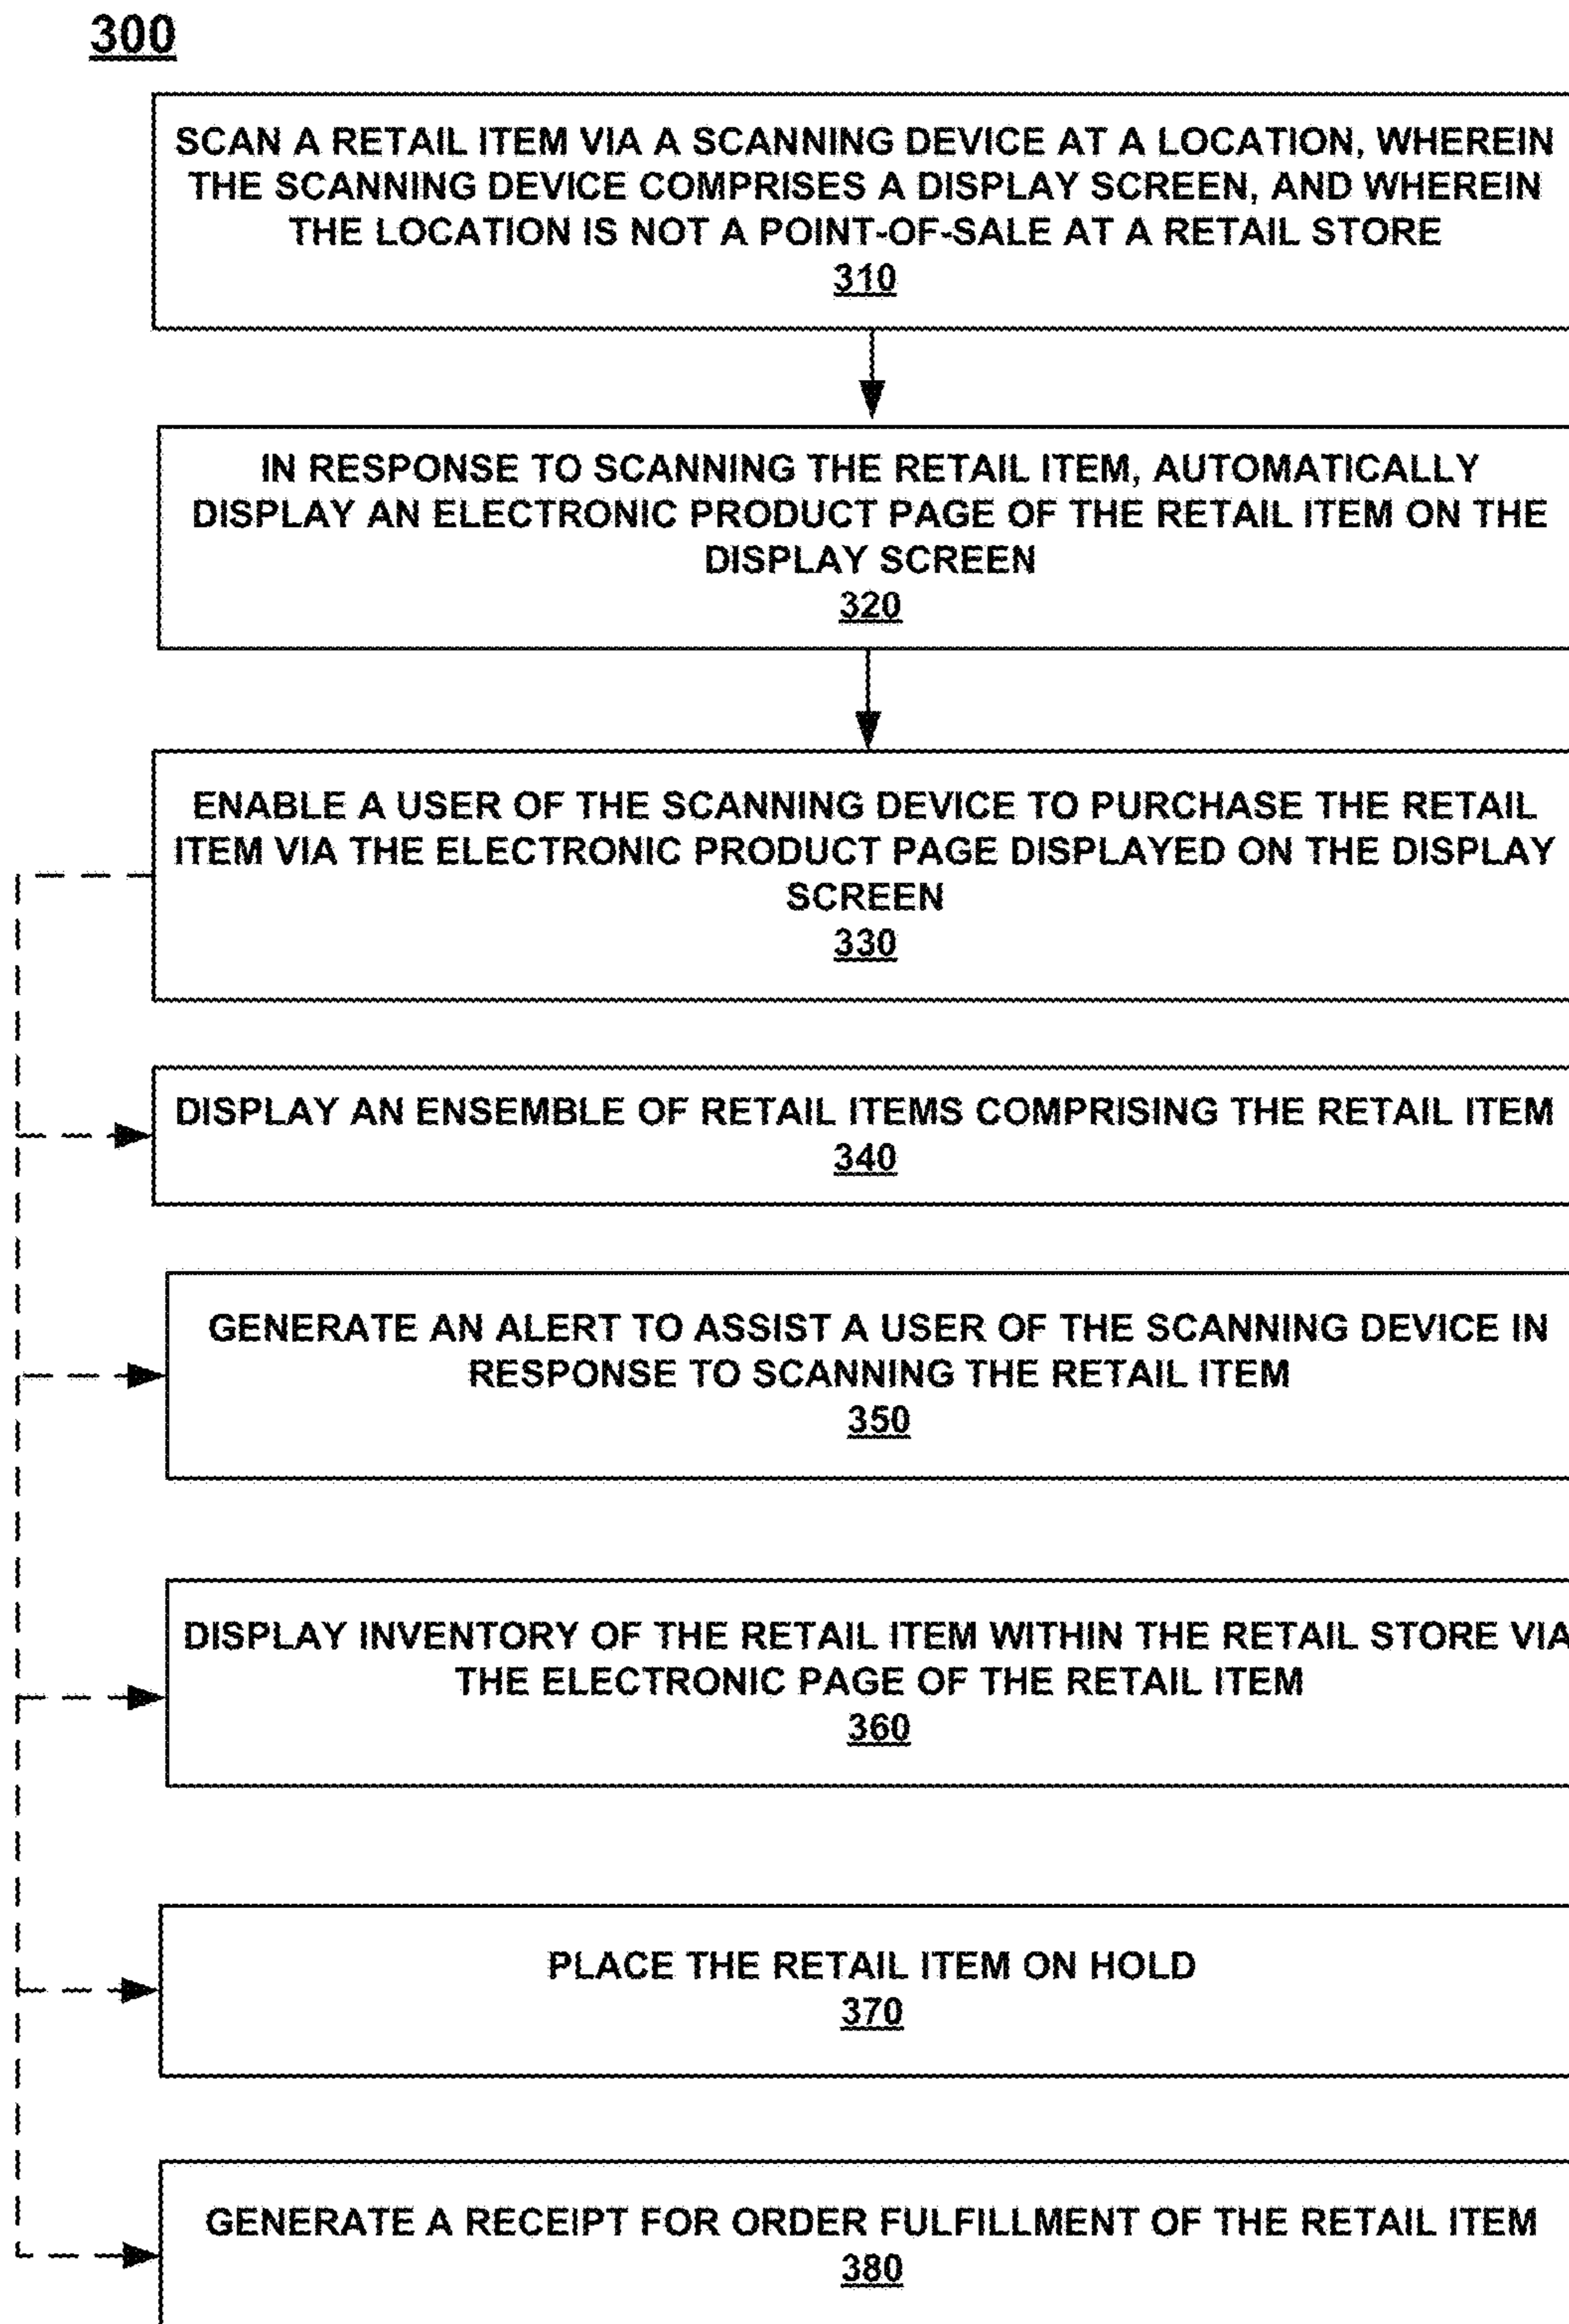 300
SCAN A RETAIL ITEM VIA A SCANNING DEVICE AT A LOCATION, WHEREIN
THE SCANNING DEVICE COMPRISES A DISPLAY SCREEN, AND WHEREIN
THE LOCATION IS NOT A POINT-OF-SALE AT A RETAIL STORE
310
IN RESPONSE TO SCANNING THE RETAIL ITEM, AUTOMATICALLY
DISPLAY AN ELECTRONIC PRODUCT PAGE OF THE RETAIL ITEM ON THE
DISPLAY SCREEN
320
ENABLE A USER OF THE SCANNING DEVICE TO PURCHASE THE RETAIL
ITEM VIA THE ELECTRONIC PRODUCT PAGE DISPLAYED ON THE DISPLAY
SCREEN
330
DISPLAY AN ENSEMBLE OF RETAIL ITEMS COMPRISING THE RETAIL ITEM
340
GENERATE AN ALERT TO ASSIST A USER OF THE SCANNING DEVICE IN
RESPONSE TO SCANNING THE RETAIL ITEM
350
DISPLAY INVENTORY OF THE RETAIL ITEM WITHIN THE RETAIL STORE VIA
THE ELECTRONIC PAGE OF THE RETAIL ITEM
360
PLACE THE RETAIL ITEM ON HOLD
370
GENERATE A RECEIPT FOR ORDER FULFILLMENT OF THE RETAIL ITEM
380